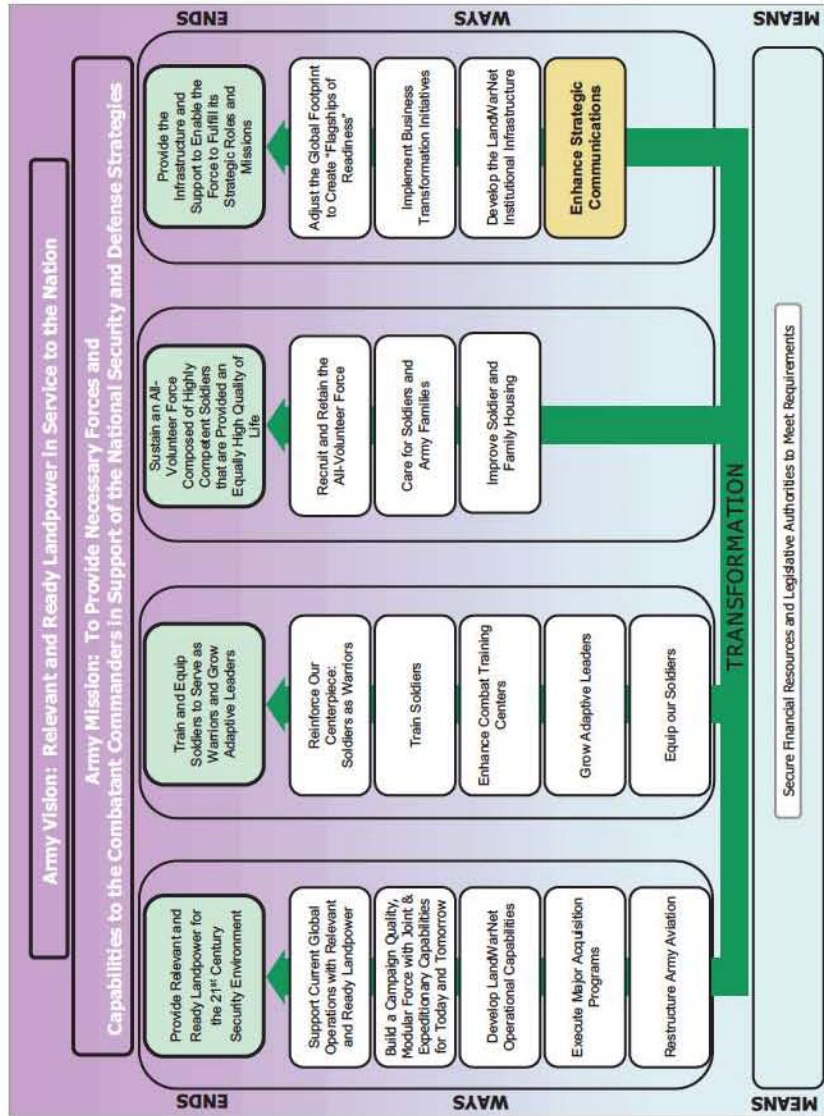 Army Vision: Relevant and Ready Landpower in Service to the Nation
Army Mission: To Provide Necessary Forces and
Capabilities to the Combatant Commanders in Support of the National Security and Defense Strategies
ENDS
Provide Relevant and
Ready Landpower for
the 21st Century
Security Environment
Train and Equip
Soldiers to Serve as
Warriors and Grow
Adaptive Leaders
Sustain an All-
Volunteer Force
Composed of Highly
Competent Soldiers
that are Provided an
Equally High Quality of
Life
Provide the
Infrastructure and
Support to Enable the
Force to Fulfill its
Strategic Roles and
Missions
ENDS
WAYS
Support Current Global
Operations with Relevant
and Ready Landpower
Build a Campaign Quality,
Modular Force with Joint &
Expeditionary Capabilities
for Today and Tomorrow
Develop LandWarNet
Operational Capabilities
Execute Major Acquisition
Programs
Restructure Army Aviation
Reinforce Our
Centerpiece:
Soldiers as Warriors
Train Soldiers
Enhance Combat Training
Centers
Grow Adaptive Leaders
Equip our Soldiers
Recruit and Retain the
All-Volunteer Force
Care for Soldiers and
Army Families
Improve Soldier and
Family Housing
Adjust the Global Footprint
to Create "Flagships of
Readiness"
Implement Business
Transformation Initiatives
Develop the LandWarNet
Institutional Infrastructure
Enhance Strategic
Communications
WAYS
TRANSFORMATION
MEANS
Secure Financial Resources and Legislative Authorities to Meet Requirements
MEANS